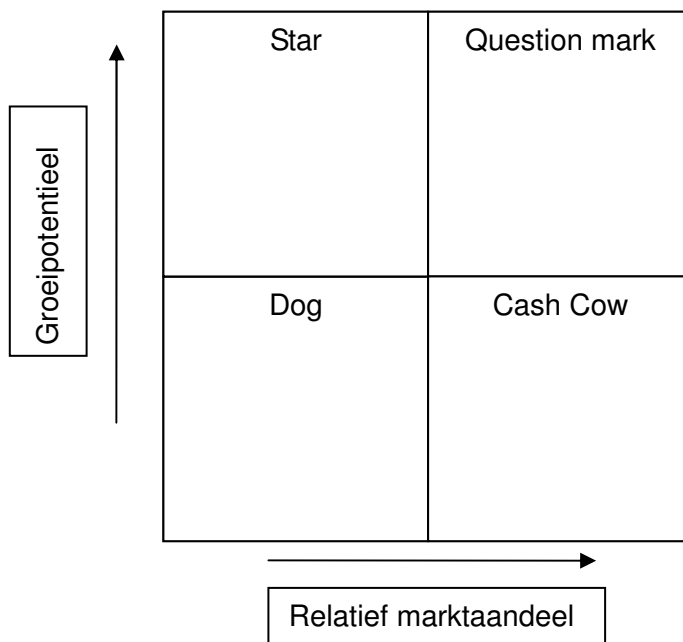 Star
Question mark
Groeipotentieel
Dog
Cash Cow
Relatief marktaandeel